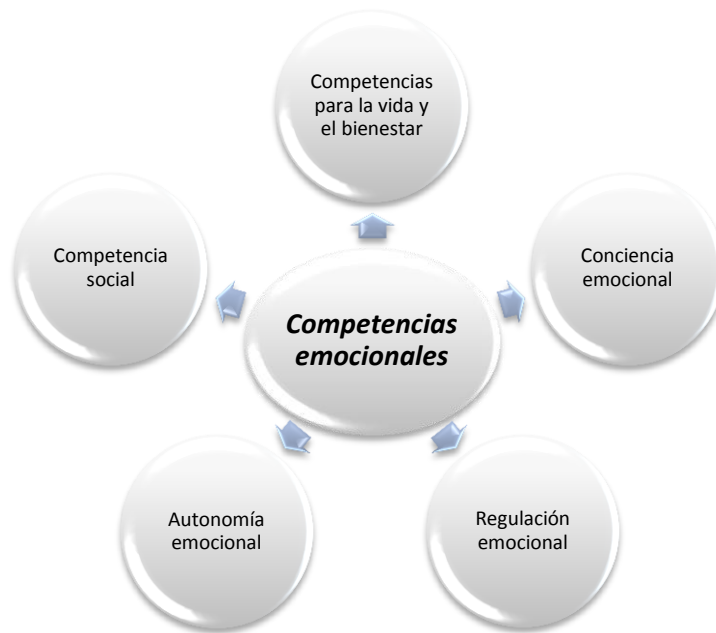 Competencias
para la vida y
el bienestar
Competencia
social
Conciencia
emocional
Competencias
emocionales
Autonomía
emocional
Regulación
emocional